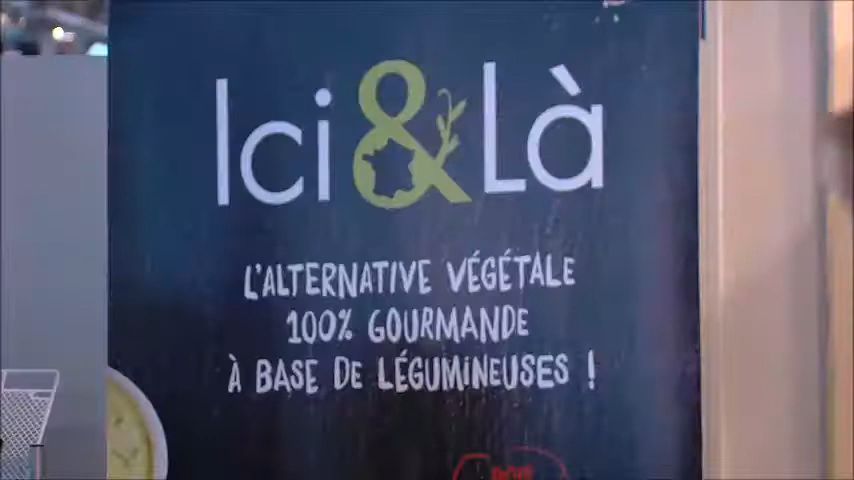 Ici & Là
L'ALTERNATIVE VÉGÉTALE
100% GOURMANDE
À BASE DE LÉGUMINEUSES !